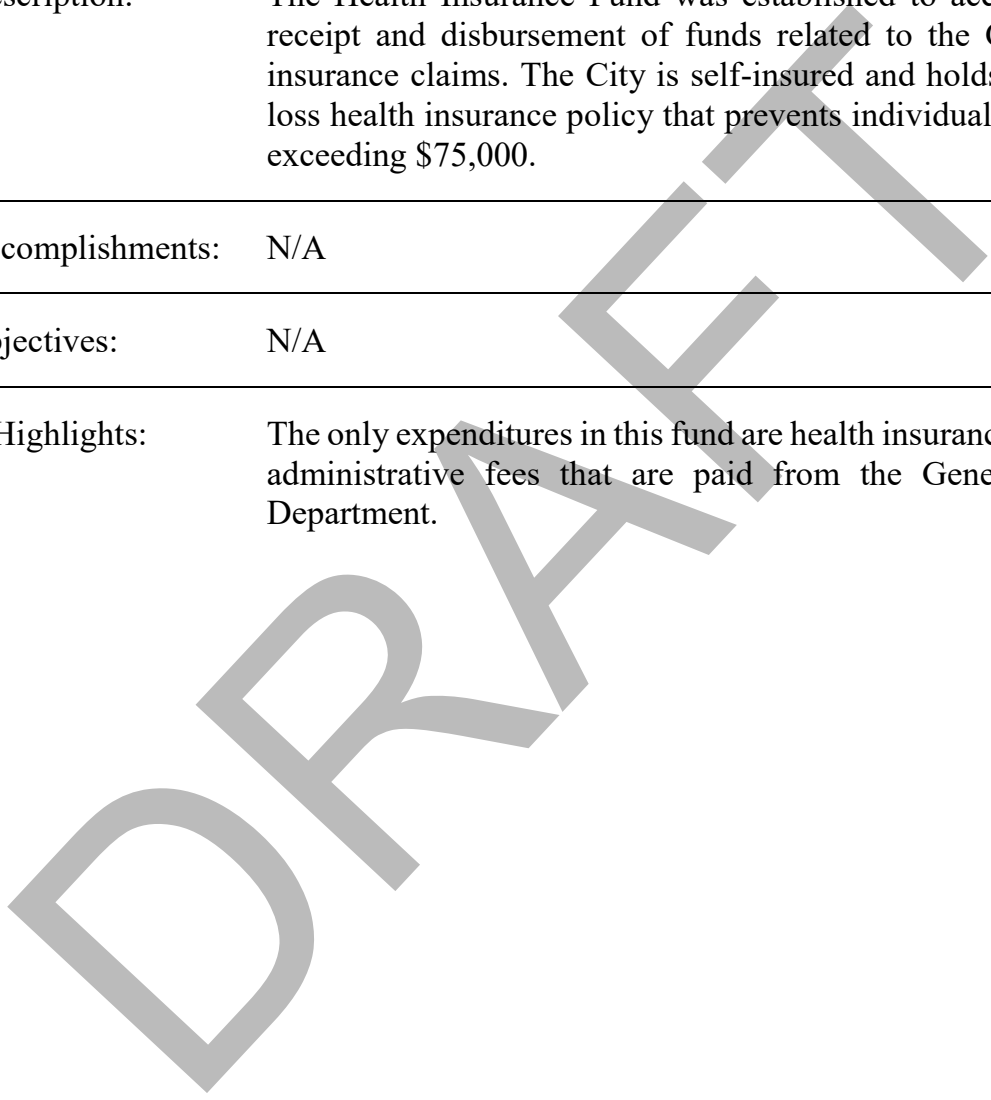 The Health Insurance Fund was established to
receipt and disbursement of funds related to the
insurance claims. The City is self-insured and holds
loss health insurance policy that prevents individual
exceeding $75,000.
complishments: N/A
jectives: N/A
Highlights: The only expenditures in this fund are health insuranc
administrative fees that are paid from the Gene
Department.
DRAFT